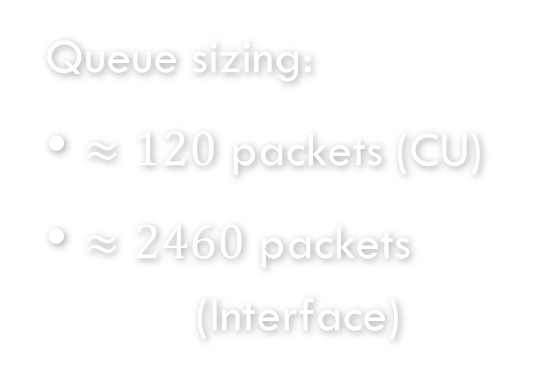 Queue sizing:
• ≈ 120 packets (CU)
• ≈ 2460 packets
(Interface)